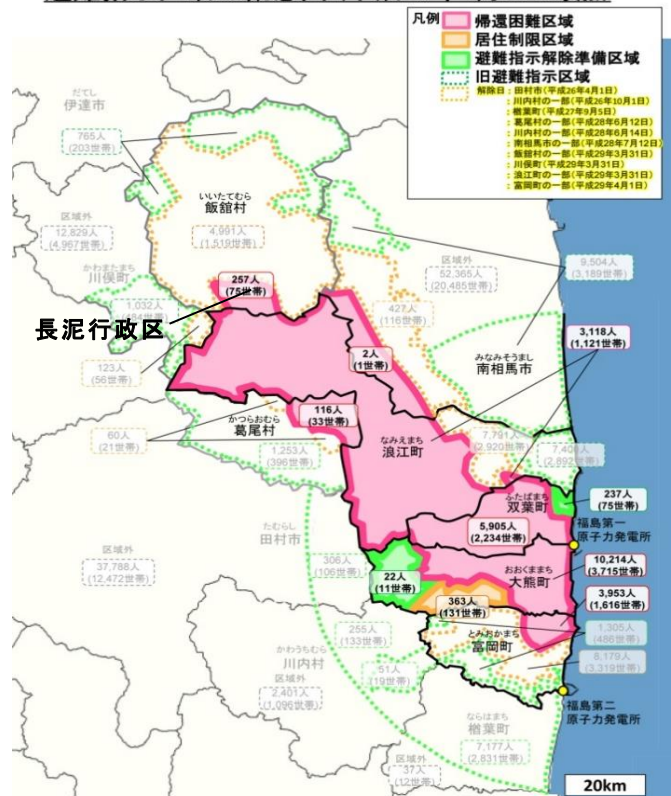 凡例
帰還困難区域
居住制限区域
避難指示解除準備区域
旧避難指示区域
解除日：田村市(平成26年4月1日)
：川内村の一部(平成26年10月1日)
：楢葉町(平成27年9月5日)
：葛尾村の一部(平成28年6月12日)
：川内村の一部(平成28年6月14日)
：南相馬市の一部(平成28年7月12日)
：飯舘村の一部(平成29年3月31日)
：川俣町(平成29年3月31日)
：浪江町の一部(平成29年3月31日)
：富岡町の一部(平成29年4月1日)
だてし
伊達市
765人
(203世帯)
いいたてむら
飯舘村
4,991人
(1,519世帯)
区域外
12,829人
(4,967世帯)
かわまたまち
川俣町
257人
(75世帯)
区域外
52,365人
(20,485世帯)
9,504人
(3,189世帯)
1,032人
(484世帯)
427人
(116世帯)
長泥行政区
3,118人
(1,121世帯)
みなみそうまし
南相馬市
2人
(1世帯)
123人
(56世帯)
116人
(33世帯)
かつらおむら
葛尾村
なみえまち
浪江町
60人
(21世帯)
1,253人
(396世帯)
7,791人
(2,920世帯)
7,406人
(2,892世帯)
ふたばまち
双葉町
237人
(75世帯)
たむらし
田村市
5,905人
(2,234世帯)
福島第一
原子力発電所
区域外
37,788人
(12,472世帯)
306人
(106世帯)
おおくままち
大熊町
10,214人
(3,715世帯)
22人
(11世帯)
363人
(131世帯)
3,953人
(1,616世帯)
とみおかまち
富岡町
1,305人
(486世帯)
255人
(133世帯)
かわうちむら
川内村
51人
(19世帯)
8,179人
(3,319世帯)
区域外
2,401人
(1,096世帯)
福島第二
原子力発電所
ならはまち
楢葉町
7,177人
(2,831世帯)
区域外
37人
(12世帯)
20km